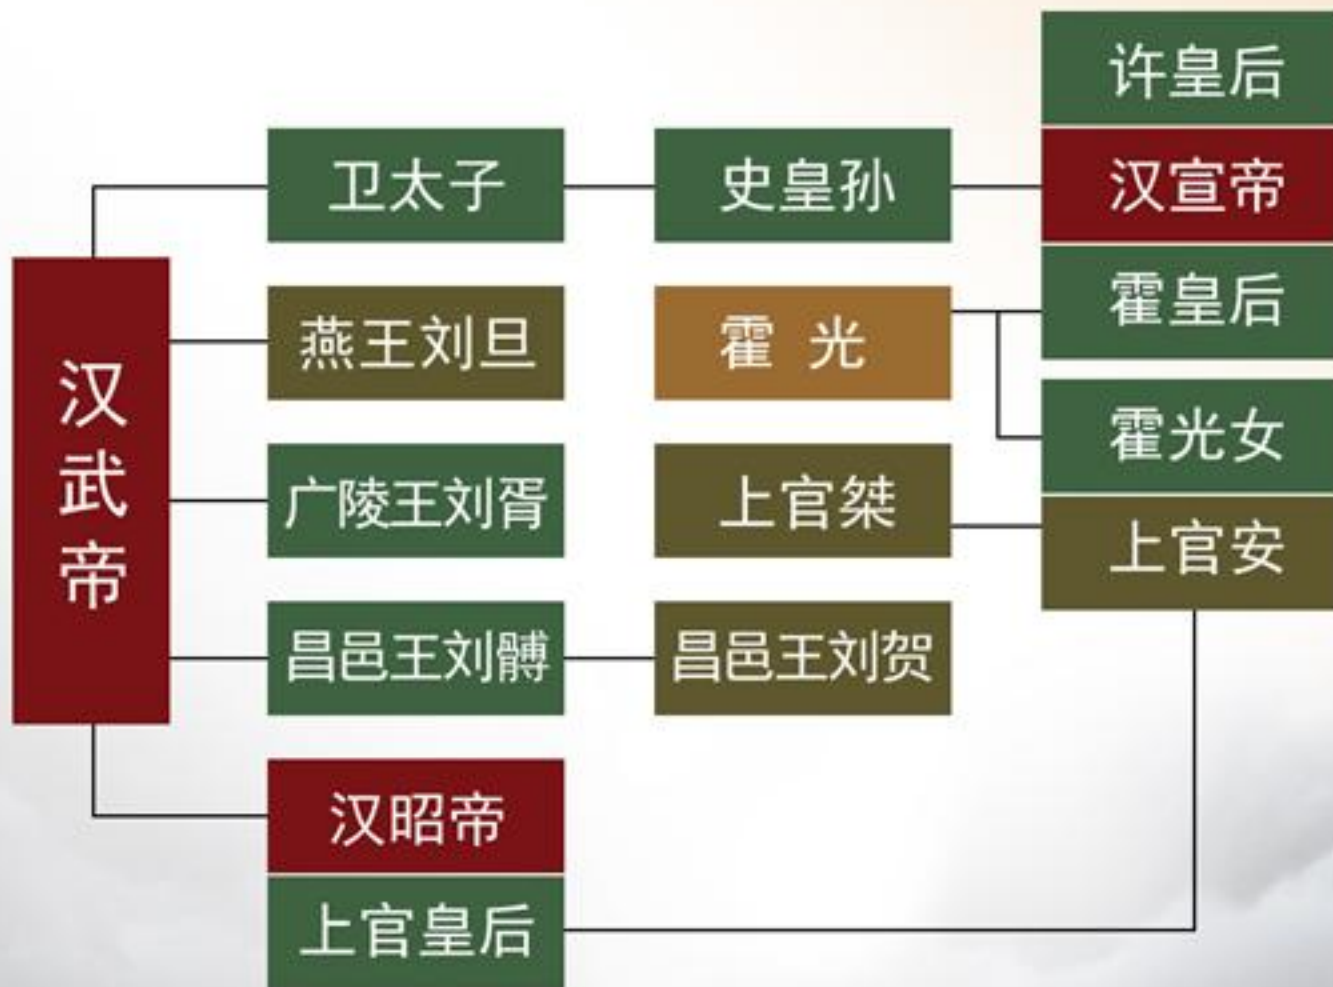 许皇后
卫太子
史皇孙
汉宣帝
汉武帝
燕王刘旦
霍光
霍皇后
霍光女
广陵王刘胥
上官桀
上官安
昌邑王刘髆
昌邑王刘贺
汉昭帝
上官皇后